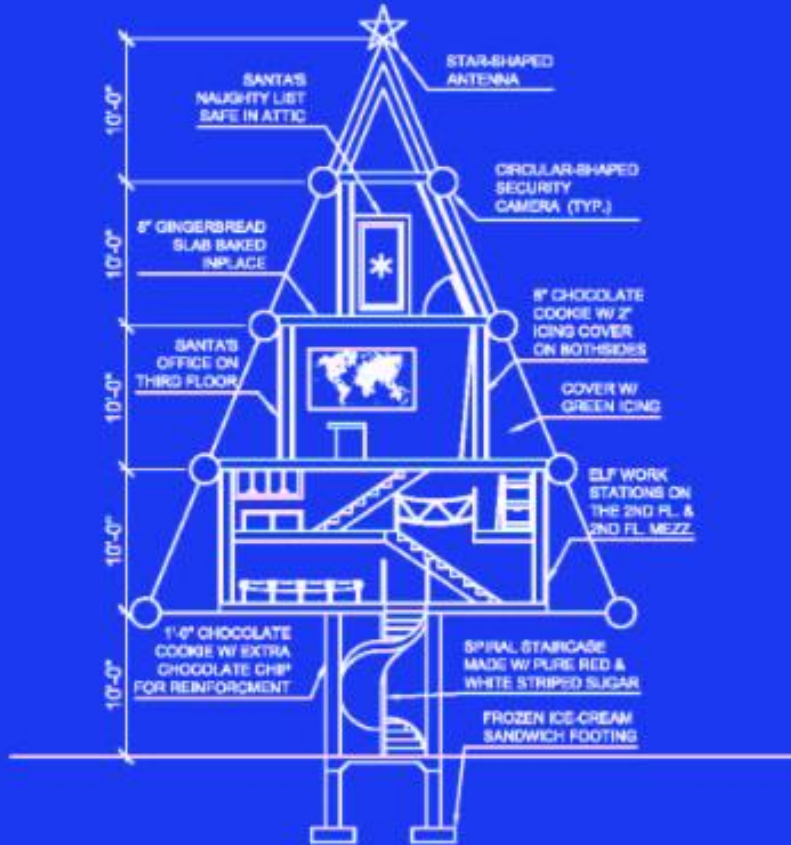 STAR-SHAPED
ANTENNA
SANTA'S
NAUGHTY LIST
SAFE IN ATTIC
10'-0"
CIRCULAR-SHAPED
SECURITY
CAMERA (TYP.)
8" GINGERBREAD
SLAB BAKED
INPLACE
10'-0"
8" CHOCOLATE
COOKIE W/ 2"
ICING COVER
ON BOTHSIDES
SANTA'S
OFFICE ON
THIRD FLOOR
10'-0"
COVER W/
GREEN ICING
ELF WORK
STATIONS ON
THE 2ND FL. &
2ND FL. MEZZ.
10'-0"
1'-0" CHOCOLATE
COOKIE W/ EXTRA
CHOCOLATE CHIP
FOR REINFORCMENT
SPIRAL STAIRCASE
MADE W/ PURE RED &
WHITE STRIPED SUGAR
10'-0"
FROZEN ICE-CREAM
SANDWICH FOOTING